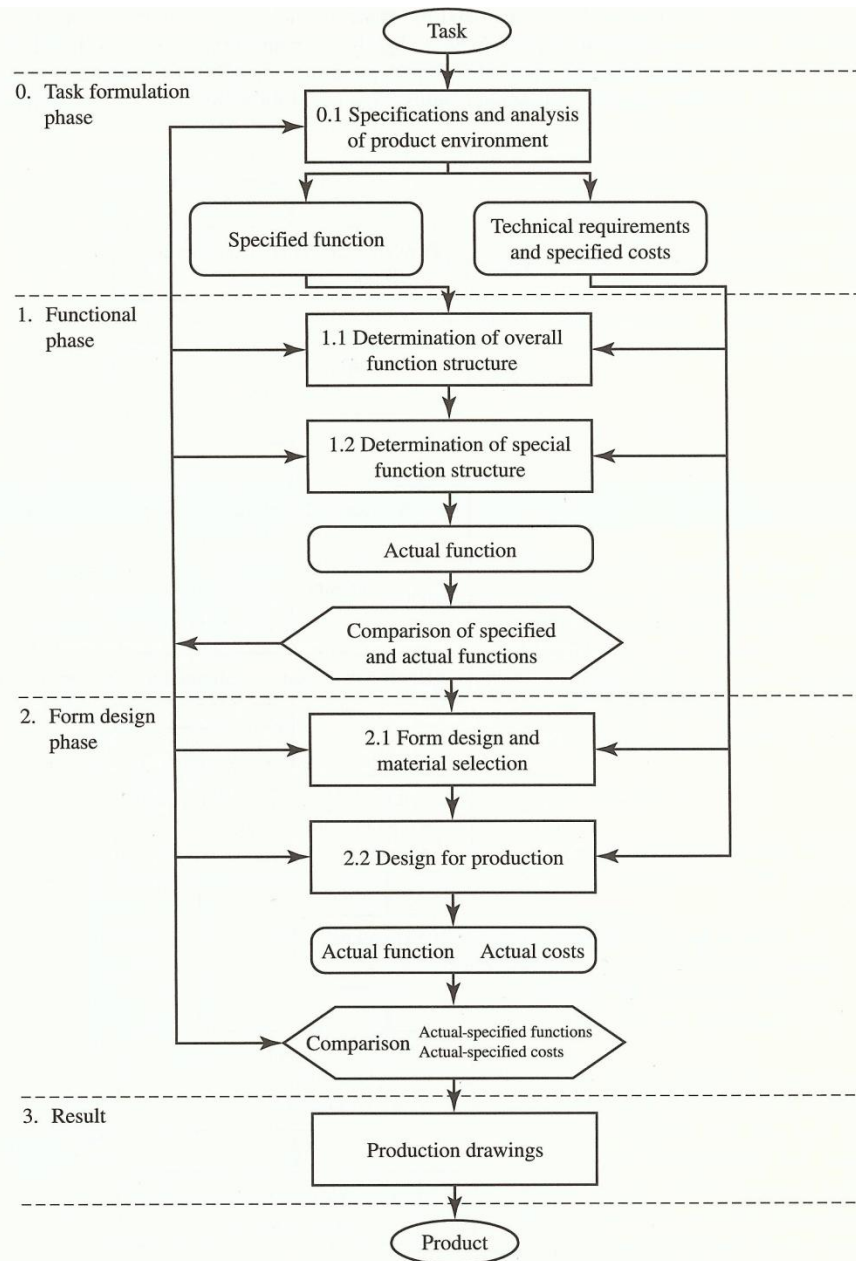 Task
0. Task formulation
phase
0.1 Specifications and analysis
of product environment
Specified function
Technical requirements
and specified costs
1. Functional
phase
1.1 Determination of overall
function structure
1.2 Determination of special
function structure
Actual function
Comparison of specified
and actual functions
2. Form design
phase
2.1 Form design and
material selection
2.2 Design for production
Actual function Actual costs
Comparison
Actual-specified functions
Actual-specified costs
3. Result
Production drawings
Product